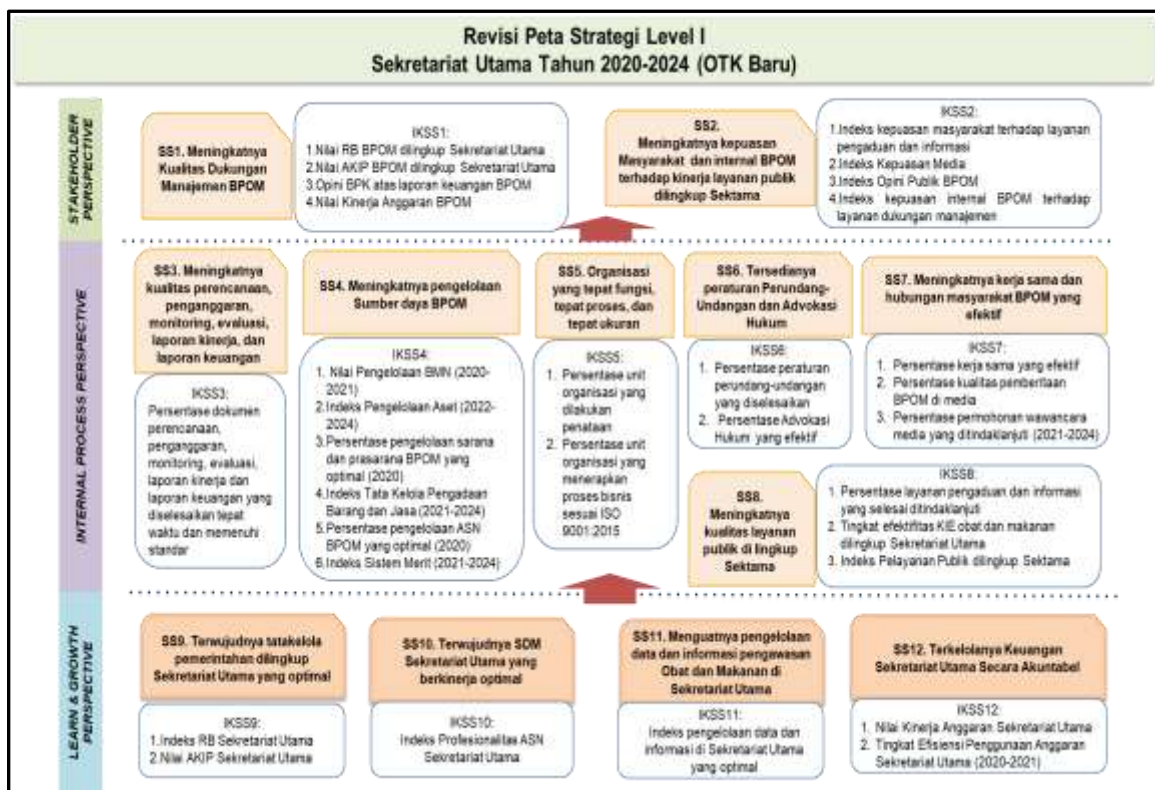 Revisi Peta Strategi Level I
Sekretariat Utama Tahun 2020-2024 (OTK Baru)
STAKEHOLDER
PERSPECTIVE
SS1. Meningkatnya
Kualitas Dukungan
Manajemen BPOM
IKSS1:
1.Nilai RB BPOM dilingkup Sekretariat Utama
2.Nilai AKIP BPOM dilingkup Sekretariat Utama
3.Opini BPK atas laporan keuangan BPOM
4.Nilai Kinerja Anggaran BPOM
SS2.
Meningkatnya kepuasan
Masyarakat dan internal BPOM
terhadap kinerja layanan publik
dilingkup Sektama
IKSS2:
1.Indeks kepuasan masyarakat terhadap layanan
pengaduan dan informasi
2.Indeks Kepuasan Media
3.Indeks Opini Publik BPOM
4.Indeks kepuasan internal BPOM terhadap
layanan dukungan manajemen
INTERNAL PROCESS PERSPECTIVE
SS3. Meningkatnya
kualitas perencanaan,
penganggaran,
monitoring, evaluasi,
laporan kinerja, dan
laporan keuangan
IKSS3:
Persentase dokumen
perencanaan,
penganggaran,
monitoring, evaluasi,
laporan kinerja dan
laporan keuangan yang
diselesaikan tepat
waktu dan memenuhi
standar
SS4. Meningkatnya pengelolaan
Sumber daya BPOM
IKSS4:
1. Nilai Pengelolaan BMN (2020-
2021)
2.Indeks Pengelolaan Aset (2022-
2024)
3.Persentase pengelolaan sarana
dan prasarana BPOM yang
optimal (2020)
4.Indeks Tata Kelola Pengadaan
Barang dan Jasa (2021-2024)
5.Persentase pengelolaan ASN
BPOM yang optimal (2020)
6.Indeks Sistem Merit (2021-2024)
SS5. Organisasi
yang tepat fungsi,
tepat proses, dan
tepat ukuran
IKSS5:
1. Persentase unit
organisasi yang
dilakukan
penataan
2. Persentase unit
organisasi yang
menerapkan
proses bisnis
sesuai ISO
9001:2015
SS6. Tersedianya
peraturan Perundang-
Undangan dan Advokasi
Hukum
IKSS6:
1. Persentase peraturan
perundang-undangan
yang diselesaikan
2. Persentase Advokasi
Hukum yang efektif
SS7. Meningkatnya kerja sama dan
hubungan masyarakat BPOM yang
efektif
IKSS7:
1. Persentase kerja sama yang efektif
2. Persentase kualitas pemberitaan
BPOM di media
3. Persentase permohonan wawancara
media yang ditindaklanjuti (2021-2024)
SS8.
Meningkatnya
kualitas layanan
publik di lingkup
Sektama
IKSS8:
1. Persentase layanan pengaduan dan informasi
yang selesai ditindaklanjuti
2. Tingkat efektifitas KIE obat dan makanan
dilingkup Sekretariat Utama
3. Indeks Pelayanan Publik dilingkup Sektama
LEARN & GROWTH
PERSPECTIVE
SS9. Terwujudnya tatakelola
pemerintahan dilingkup
Sekretariat Utama yang optimal
IKSS9:
1.Indeks RB Sekretariat Utama
2.Nilai AKIP Sekretariat Utama
SS10. Terwujudnya SDM
Sekretariat Utama yang
berkinerja optimal
IKSS10:
Indeks Profesionalitas ASN
Sekretariat Utama
SS11. Menguatnya pengelolaan
data dan informasi pengawasan
Obat dan Makanan di
Sekretariat Utama
IKSS11:
Indeks pengelolaan data dan
informasi di Sekretariat Utama
yang optimal
SS12. Terkelolanya Keuangan
Sekretariat Utama Secara Akuntabel
IKSS12:
1. Nilai Kinerja Anggaran Sekretariat Utama
2. Tingkat Efisiensi Penggunaan Anggaran
Sekretariat Utama (2020-2021)